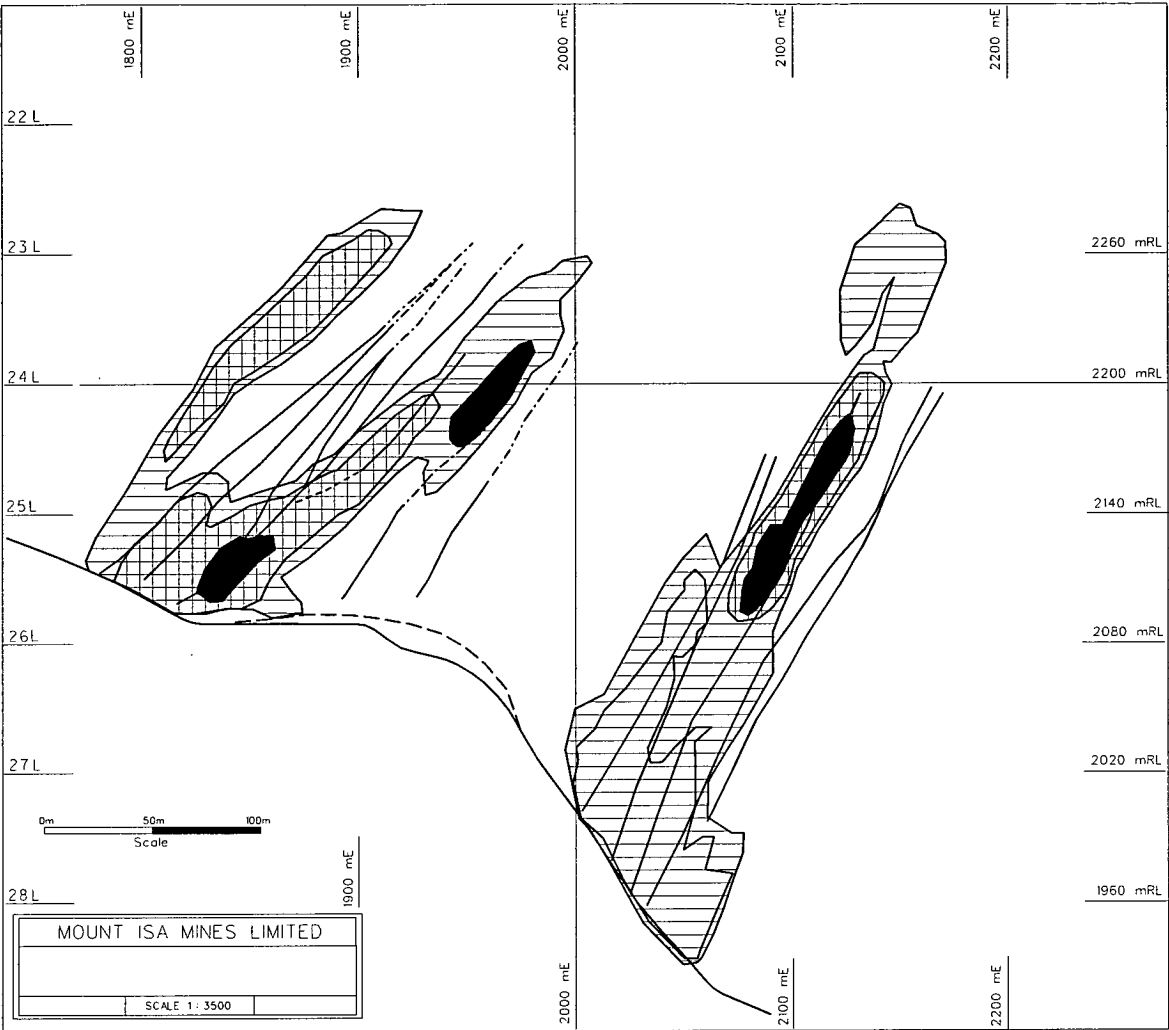 1800 mE
1900 mE
2000 mE
2100 mE
2200 mE
22 L
23 L
2260 mRL
24 L
2200 mRL
25 L
2140 mRL
26 L
2080 mRL
27 L
2020 mRL
0m 50m 100m
Scale
1900 mE
28 L
1960 mRL
MOUNT ISA MINES LIMITED
SCALE 1 : 3500
2000 mE
2100 mE
2200 mE